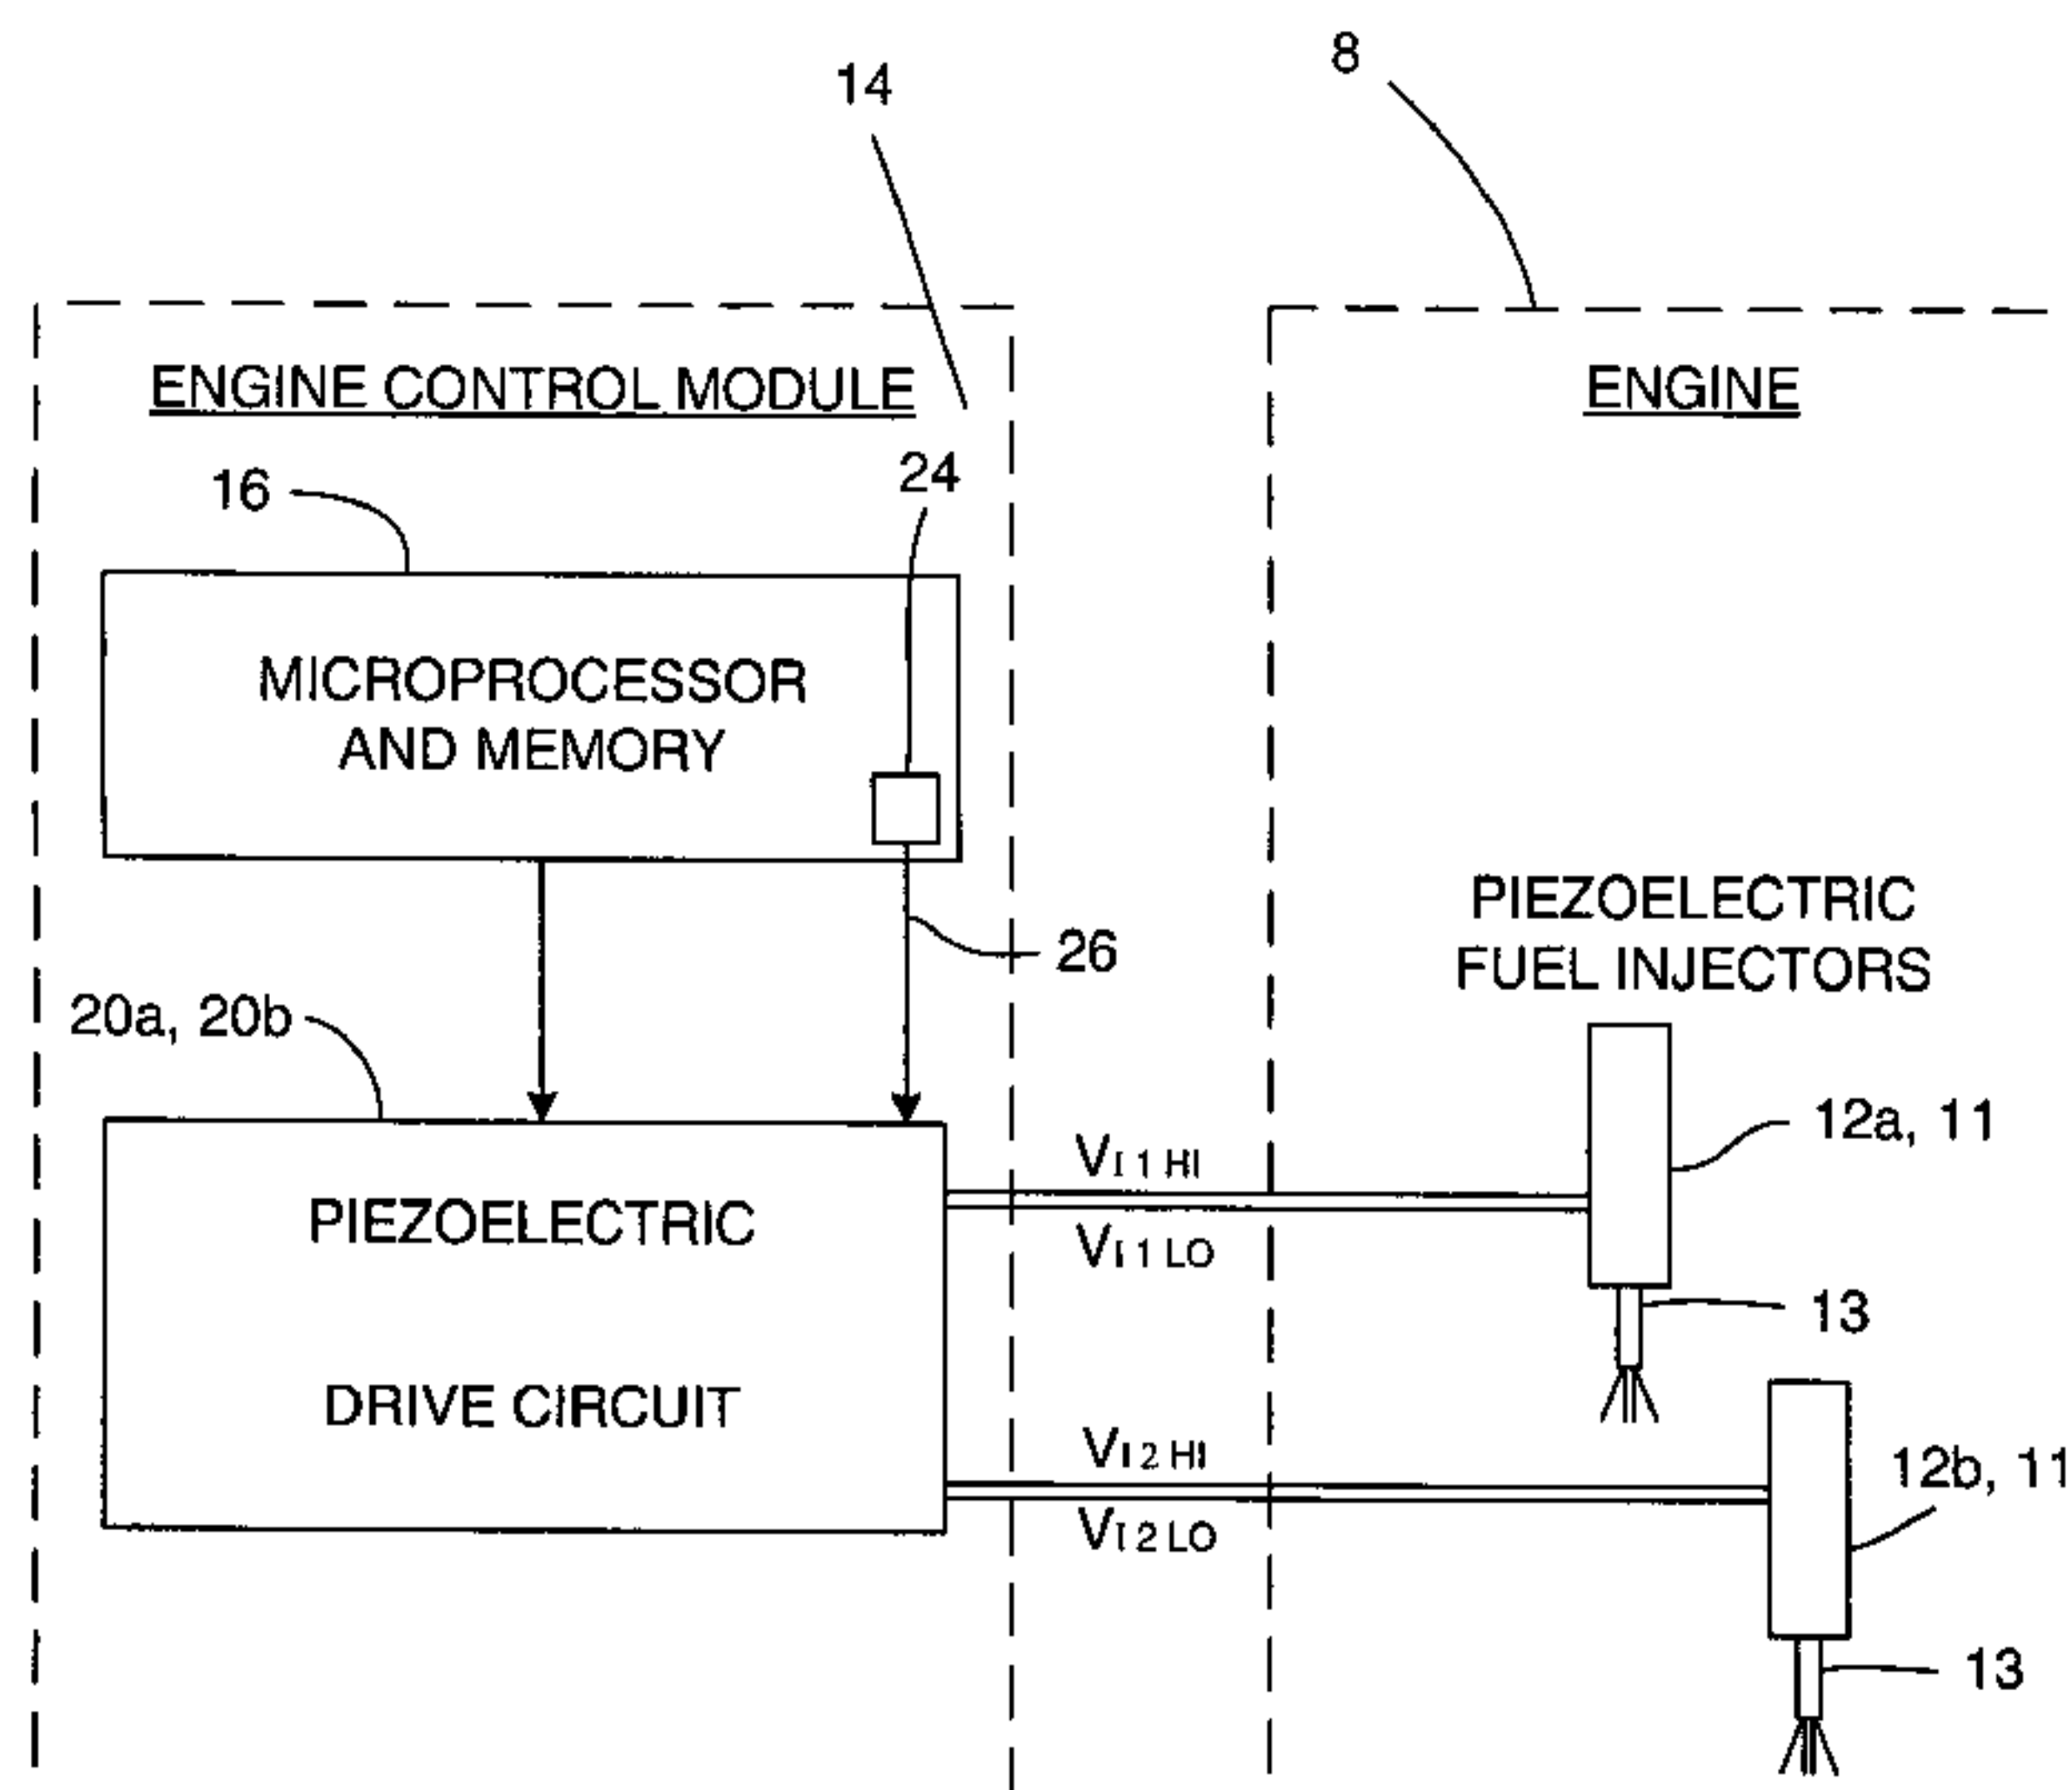 14
8
ENGINE CONTROL MODULE
ENGINE
16
24
MICROPROCESSOR
AND MEMORY
26
PIEZOELECTRIC
FUEL INJECTORS
20a, 20b
12a, 11
VI 1 HI
PIEZOELECTRIC
VI 1 LO
13
DRIVE CIRCUIT
VI 2 HI
12b, 11
VI 2 LO
13